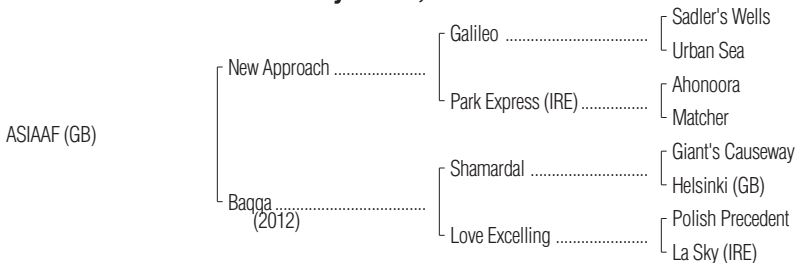 Sadler's Wells
Galileo ..................................
Urban Sea
New Approach ......................
Ahonoora
Park Express (IRE) ................
Matcher
ASIAAF (GB)
Giant's Causeway
Shamardal ............................
Helsinki (GB)
Baqqa ....................................
(2012)
Polish Precedent
Love Excelling ......................
La Sky (IRE)